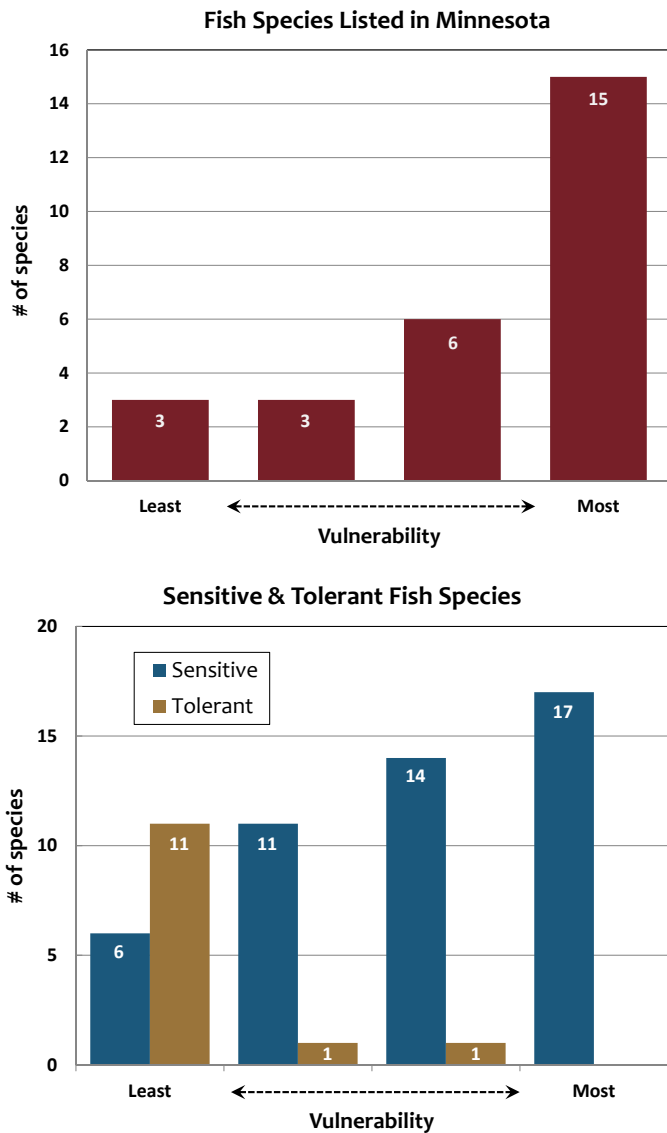 Fish Species Listed in Minnesota
# of species
16
14
12
10
8
6
4
2
0
3
3
6
15
Least
Most
Vulnerability
Sensitive & Tolerant Fish Species
# of species
20
15
10
5
0
Sensitive
Tolerant
6
11
11
1
14
1
17
Least
Most
Vulnerability